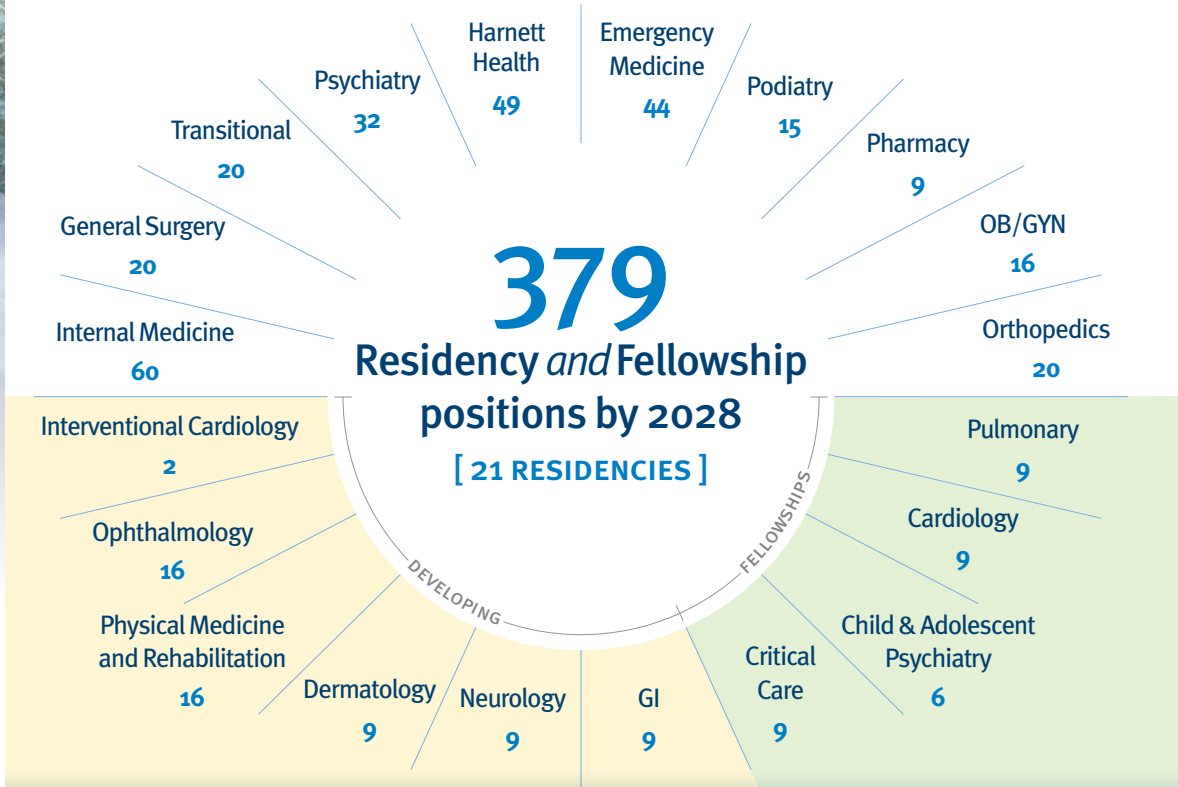 Harnett
Health
49
Emergency
Medicine
44
Psychiatry
32
Podiatry
15
Transitional
20
Pharmacy
9
General Surgery
20
OB/GYN
16
Internal Medicine
60
Orthopedics
20
379
Residency and Fellowship
positions by 2028
[ 21 RESIDENCIES ]
Interventional Cardiology
2
Ophthalmology
16
Physical Medicine
and Rehabilitation
16
Dermatology
9
Neurology
9
GI
9
DEVELOPING
FELLOWSHIPS
Pulmonary
9
Cardiology
9
Child & Adolescent
Psychiatry
6
Critical
Care
9